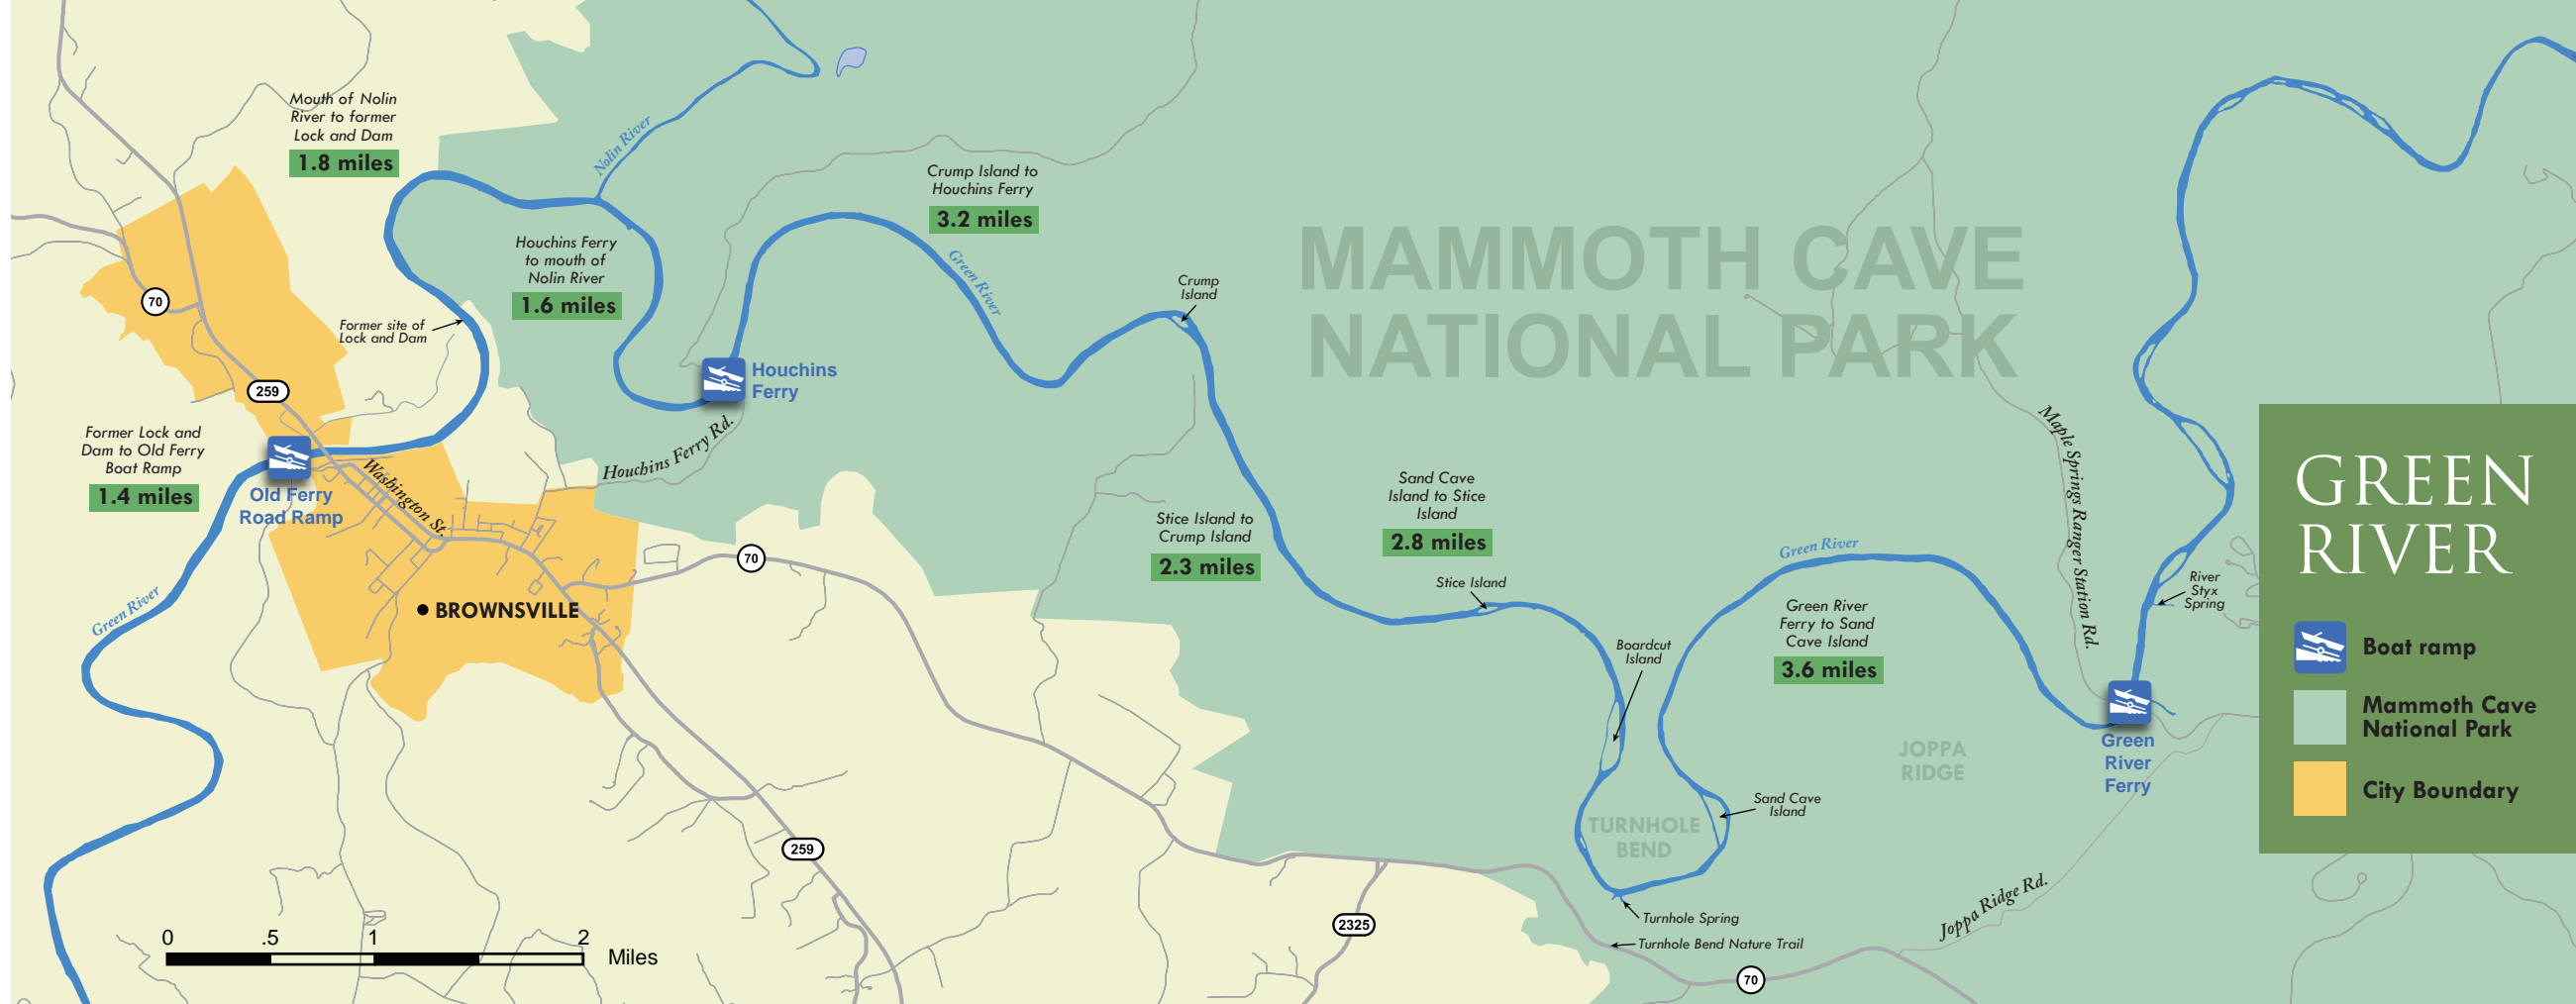 Mouth of Nolin
River to former
Lock and Dam
1.8 miles
Nolin River
Crump Island to
Houchins Ferry
3.2 miles
Houchins Ferry
to mouth of
Nolin River
1.6 miles
Green River
Crump
Island
MAMMOTH CAVE
NATIONAL PARK
70
Former site of
Lock and Dam
259
Houchins
Ferry
Houchins Ferry Rd.
Former Lock and
Dam to Old Ferry
Boat Ramp
1.4 miles
Old Ferry
Road Ramp
Washington St.
BROWNSVILLE
Green River
70
Stice Island to
Crump Island
2.3 miles
Sand Cave
Island to Stice
Island
2.8 miles
Stice Island
Boardcut
Island
Green River
Green River
Ferry to Sand
Cave Island
3.6 miles
Maple Springs Ranger Station Rd.
River
Styx
Spring
Green
River
Ferry
JOPPA
RIDGE
Sand Cave
Island
TURNHOLE
BEND
Turnhole Spring
Turnhole Bend Nature Trail
Joppa Ridge Rd.
259
2325
70
0 .5 1 2
Miles
GREEN
RIVER
Boat ramp
Mammoth Cave
National Park
City Boundary